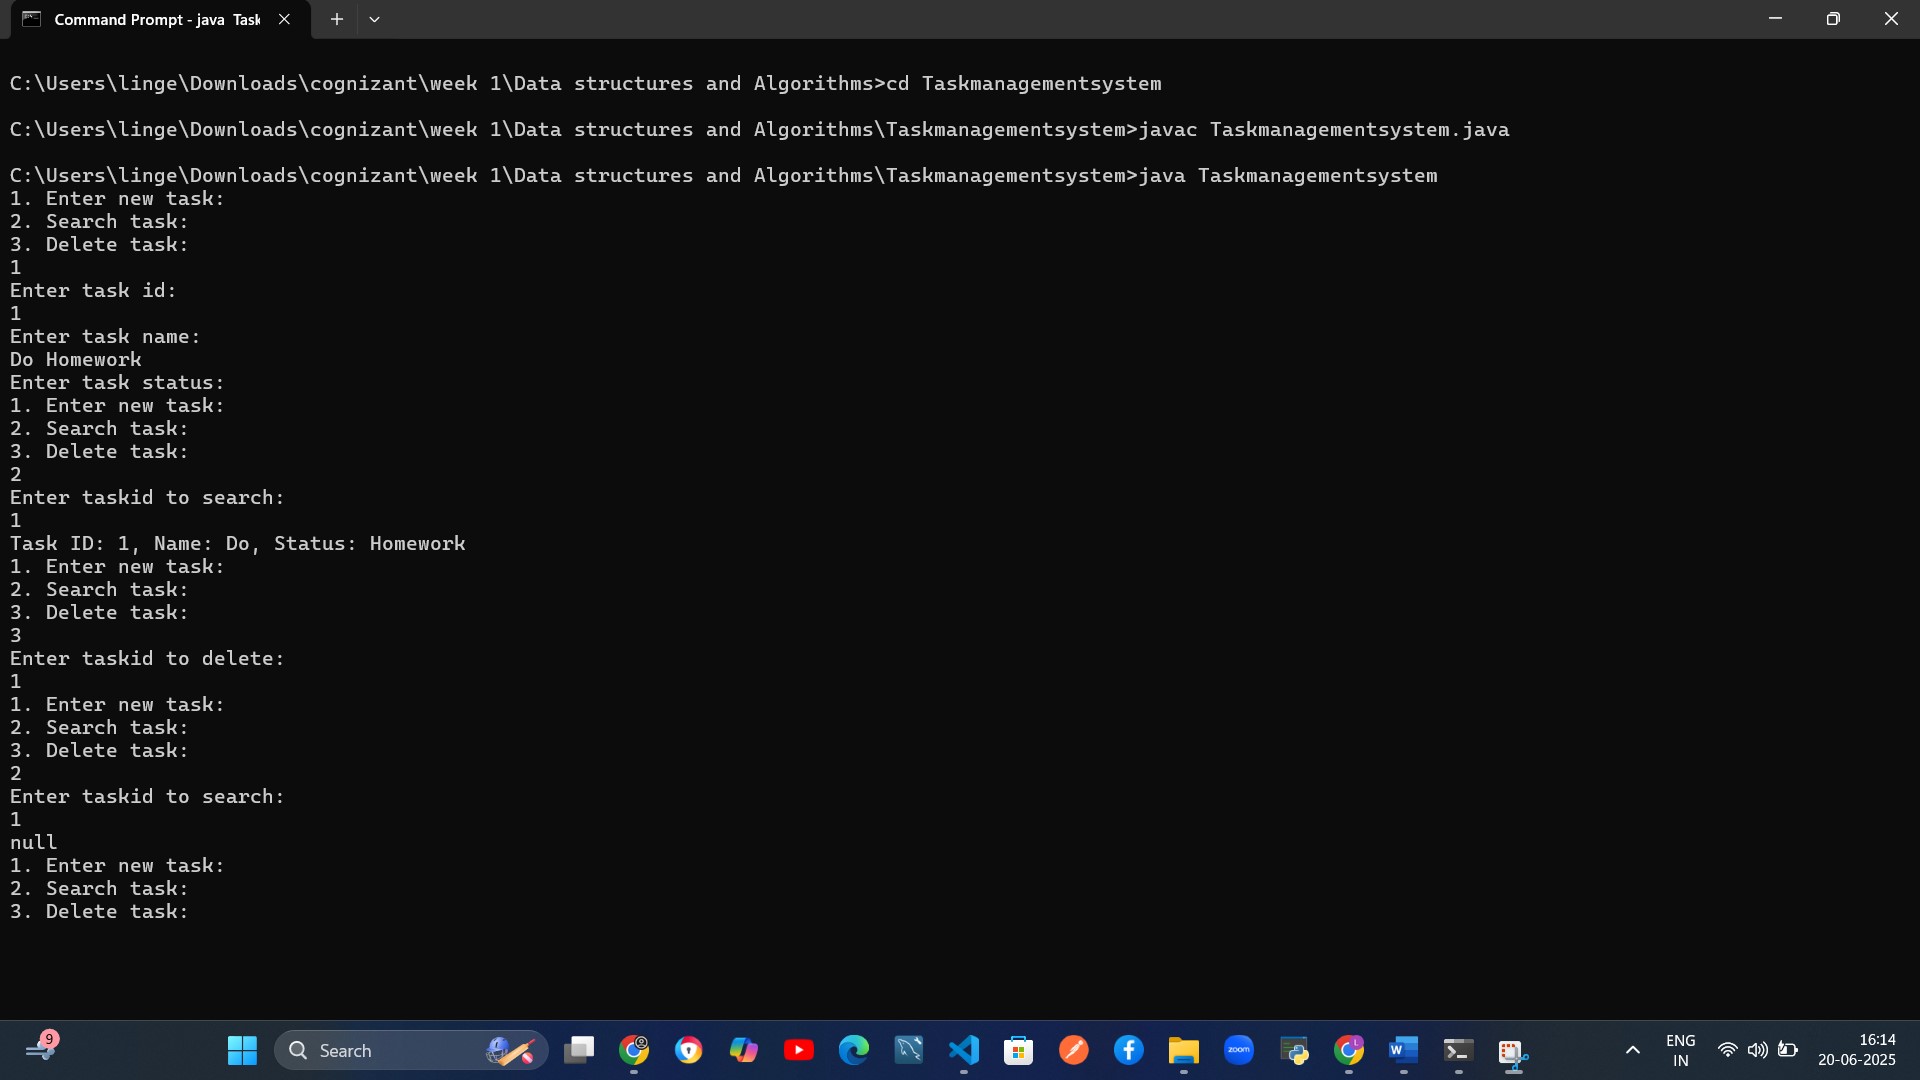 Command Prompt - java Task
C:\Users\linge\Downloads\cognizant\week 1\Data structures and Algorithms>cd Taskmanagementsystem
C:\Users\linge\Downloads\cognizant\week 1\Data structures and Algorithms\Taskmanagementsystem>javac Taskmanagementsystem.java
C:\Users\linge\Downloads\cognizant\week 1\Data structures and Algorithms\Taskmanagementsystem>java Taskmanagementsystem
1. Enter new task:
2. Search task:
3. Delete task:
1
Enter task id:
1
Enter task name:
Do Homework
Enter task status:
1. Enter new task:
2. Search task:
3. Delete task:
2
Enter taskid to search:
1
Task ID: 1, Name: Do, Status: Homework
1. Enter new task:
2. Search task:
3. Delete task:
3
Enter taskid to delete:
1
1. Enter new task:
2. Search task:
3. Delete task:
2
Enter taskid to search:
1
null
1. Enter new task:
2. Search task:
3. Delete task:
9
Search
zoom
L
W
ENG
IN
16:14
20-06-2025